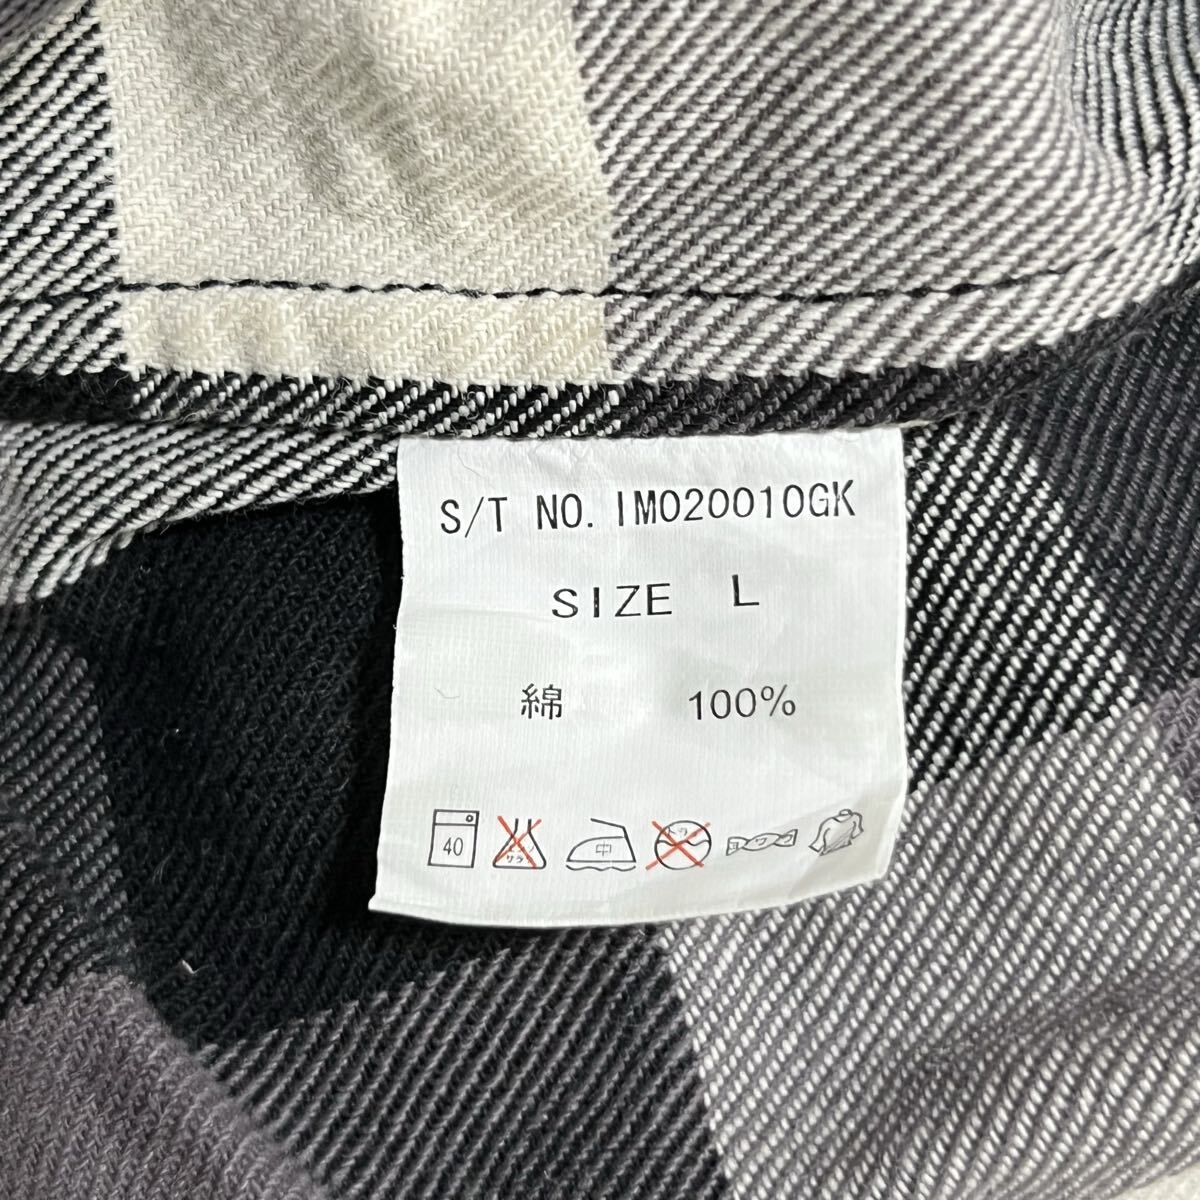 S/T NO. IM020010GK
SIZE L
綿 100%
40 中